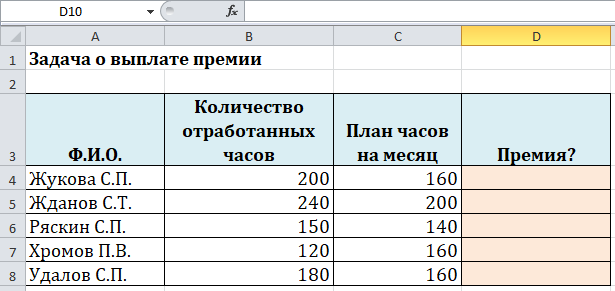 D10 fx
A B C D
1 Задача о выплате премии
2
3 Ф.И.О. Количество отработанных часов План часов на месяц Премия?
4 Жукова С.П. 200 160
5 Жданов С.Т. 240 200
6 Ряскин С.П. 150 140
7 Хромов П.В. 120 160
8 Удалов С.П. 180 160